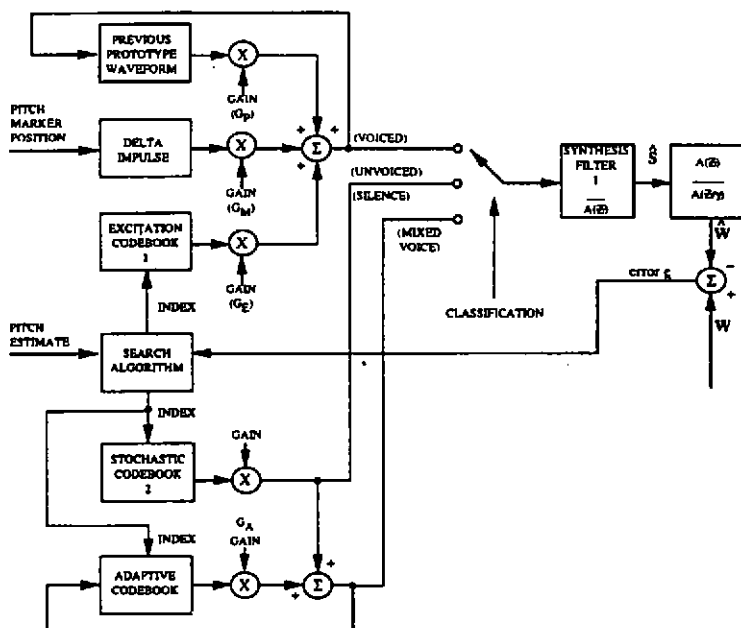 PREVIOUS
PROTOTYPE
WAVEFORM
X
GAIN
(G_P)
PITCH
MARKER
POSITION
DELTA
IMPULSE
X
GAIN
(G_M)
+ +
+ Σ
+
(VOICED)
(UNVOICED)
(SILENCE)
(MIXED
VOICE)
CLASSIFICATION
SYNTHESIS
FILTER
1
A(Z)
Ŝ
A(Z)
A(Z/γ)
Ŵ
−
Σ
+
W
error ε
EXCITATION
CODEBOOK
1
X
GAIN
(G_E)
INDEX
PITCH
ESTIMATE
SEARCH
ALGORITHM
INDEX
STOCHASTIC
CODEBOOK
2
GAIN
X
INDEX
ADAPTIVE
CODEBOOK
G_A
GAIN
X
+
+ Σ